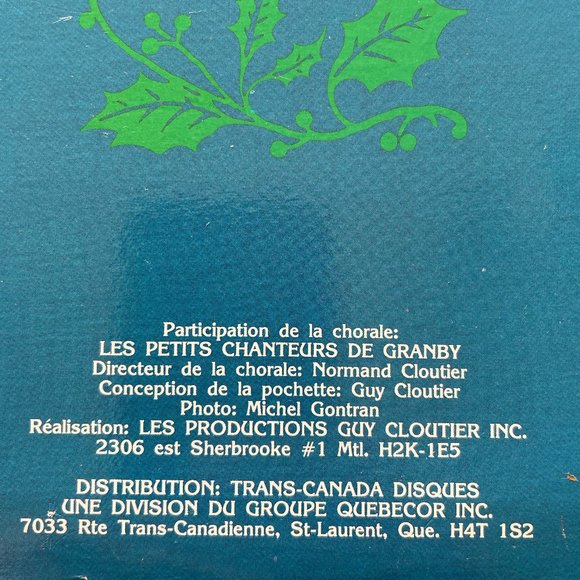 Participation de la chorale:
LES PETITS CHANTEURS DE GRANBY
Directeur de la chorale: Normand Cloutier
Conception de la pochette: Guy Cloutier
Photo: Michel Gontran
Réalisation: LES PRODUCTIONS GUY CLOUTIER INC.
2306 est Sherbrooke #1 Mtl. H2K-1E5
DISTRIBUTION: TRANS-CANADA DISQUES
UNE DIVISION DU GROUPE QUEBECOR INC.
7033 Rte Trans-Canadienne, St-Laurent, Que. H4T 1S2